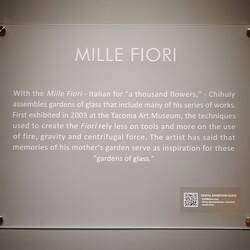 MILLE FIORI
With the Mille Fiori - Italian for "a thousand flowers," - Chihuly
assembles gardens of glass that include many of his series of works.
First exhibited in 2003 at the Tacoma Art Museum, the techniques
used to create the Fiori rely less on tools and more on the use
of fire, gravity and centrifugal force. The artist has said that
memories of his mother's garden serve as inspiration for these
"gardens of glass."
DIGITAL EXHIBITION GUIDE